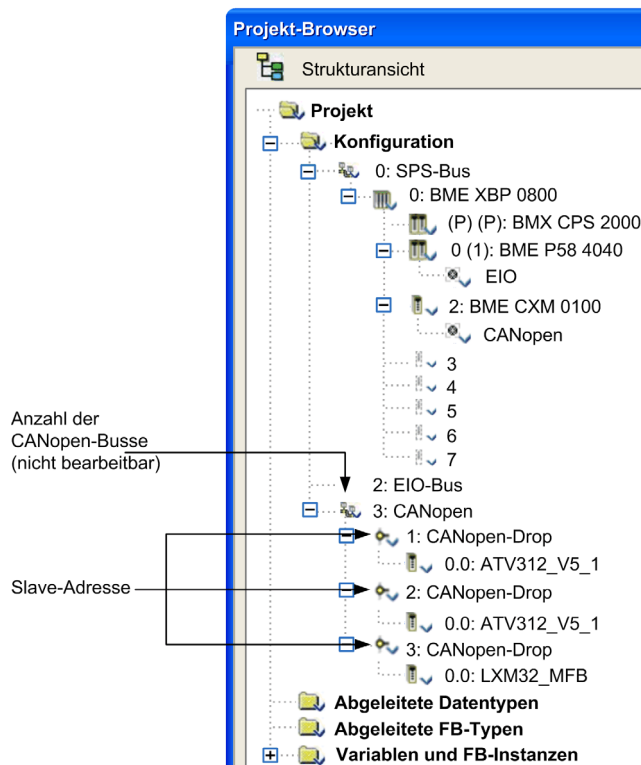 Projekt-Browser
Strukturansicht
Projekt
Konfiguration
0: SPS-Bus
0: BME XBP 0800
(P) (P): BMX CPS 2000
0 (1): BME P58 4040
EIO
2: BME CXM 0100
CANopen
3
4
5
6
7
Anzahl der
CANopen-Busse
(nicht bearbeitbar)
2: EIO-Bus
3: CANopen
1: CANopen-Drop
0.0: ATV312_V5_1
Slave-Adresse
2: CANopen-Drop
0.0: ATV312_V5_1
3: CANopen-Drop
0.0: LXM32_MFB
Abgeleitete Datentypen
Abgeleitete FB-Typen
Variablen und FB-Instanzen